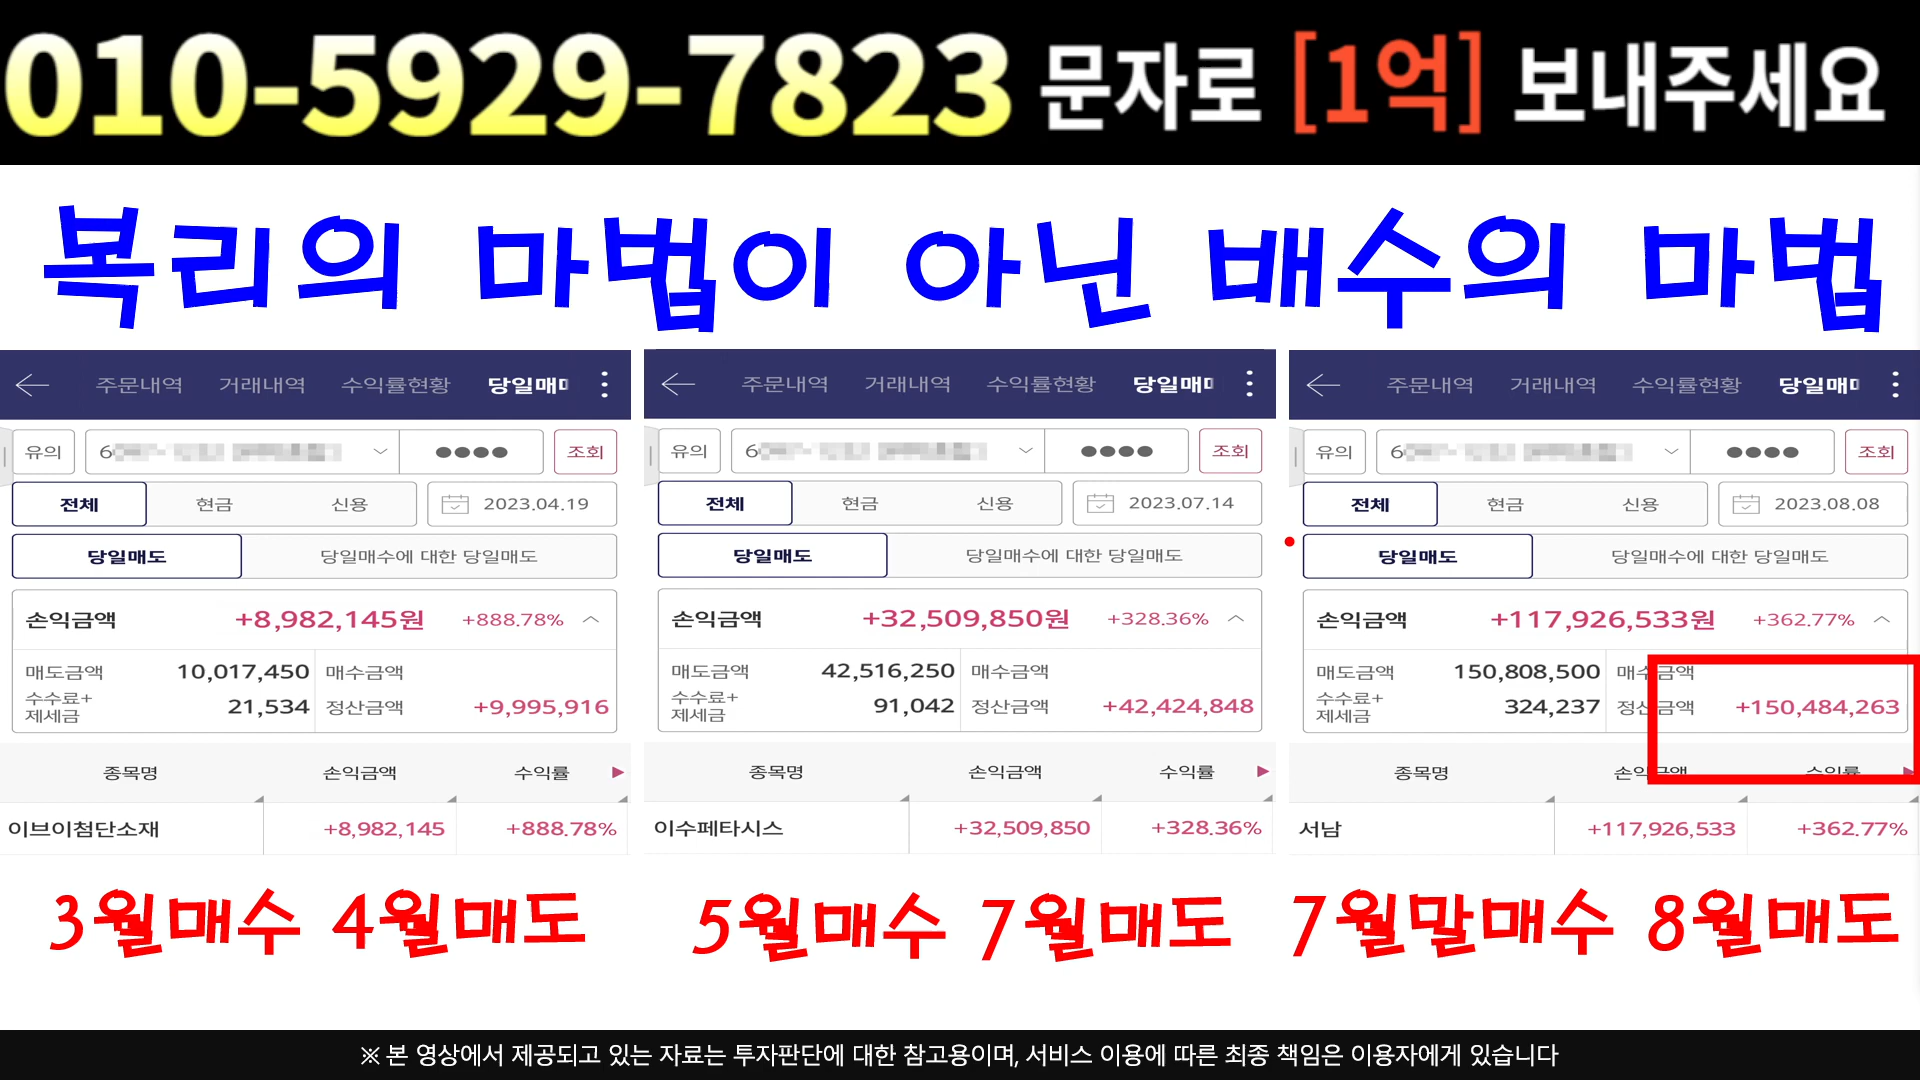 010-5929-7823 문자로 [1억] 보내주세요
복리의 마법이 아닌 배수의 마법
주문내역 거래내역 수익률현황 당일매
유의 6 ●●●● 조회
전체 현금 신용 2023.04.19
당일매도 당일매수에 대한 당일매도
손익금액 +8,982,145원 +888.78%
매도금액 10,017,450 매수금액
수수료+
제세금 21,534 정산금액 +9,995,916
종목명 손익금액 수익률
이브이첨단소재 +8,982,145 +888.78%
3월매수 4월매도
주문내역 거래내역 수익률현황 당일매
유의 6 ●●●● 조회
전체 현금 신용 2023.07.14
당일매도 당일매수에 대한 당일매도
손익금액 +32,509,850원 +328.36%
매도금액 42,516,250 매수금액
수수료+
제세금 91,042 정산금액 +42,424,848
종목명 손익금액 수익률
이수페타시스 +32,509,850 +328.36%
5월매수 7월매도
주문내역 거래내역 수익률현황 당일매
유의 6 ●●●● 조회
전체 현금 신용 2023.08.08
당일매도 당일매수에 대한 당일매도
손익금액 +117,926,533원 +362.77%
매도금액 150,808,500 매수금액
수수료+
제세금 324,237 정산금액 +150,484,263
종목명 손익금액 수익률
서남 +117,926,533 +362.77%
7월말매수 8월매도
※ 본 영상에서 제공되고 있는 자료는 투자판단에 대한 참고용이며, 서비스 이용에 따른 최종 책임은 이용자에게 있습니다